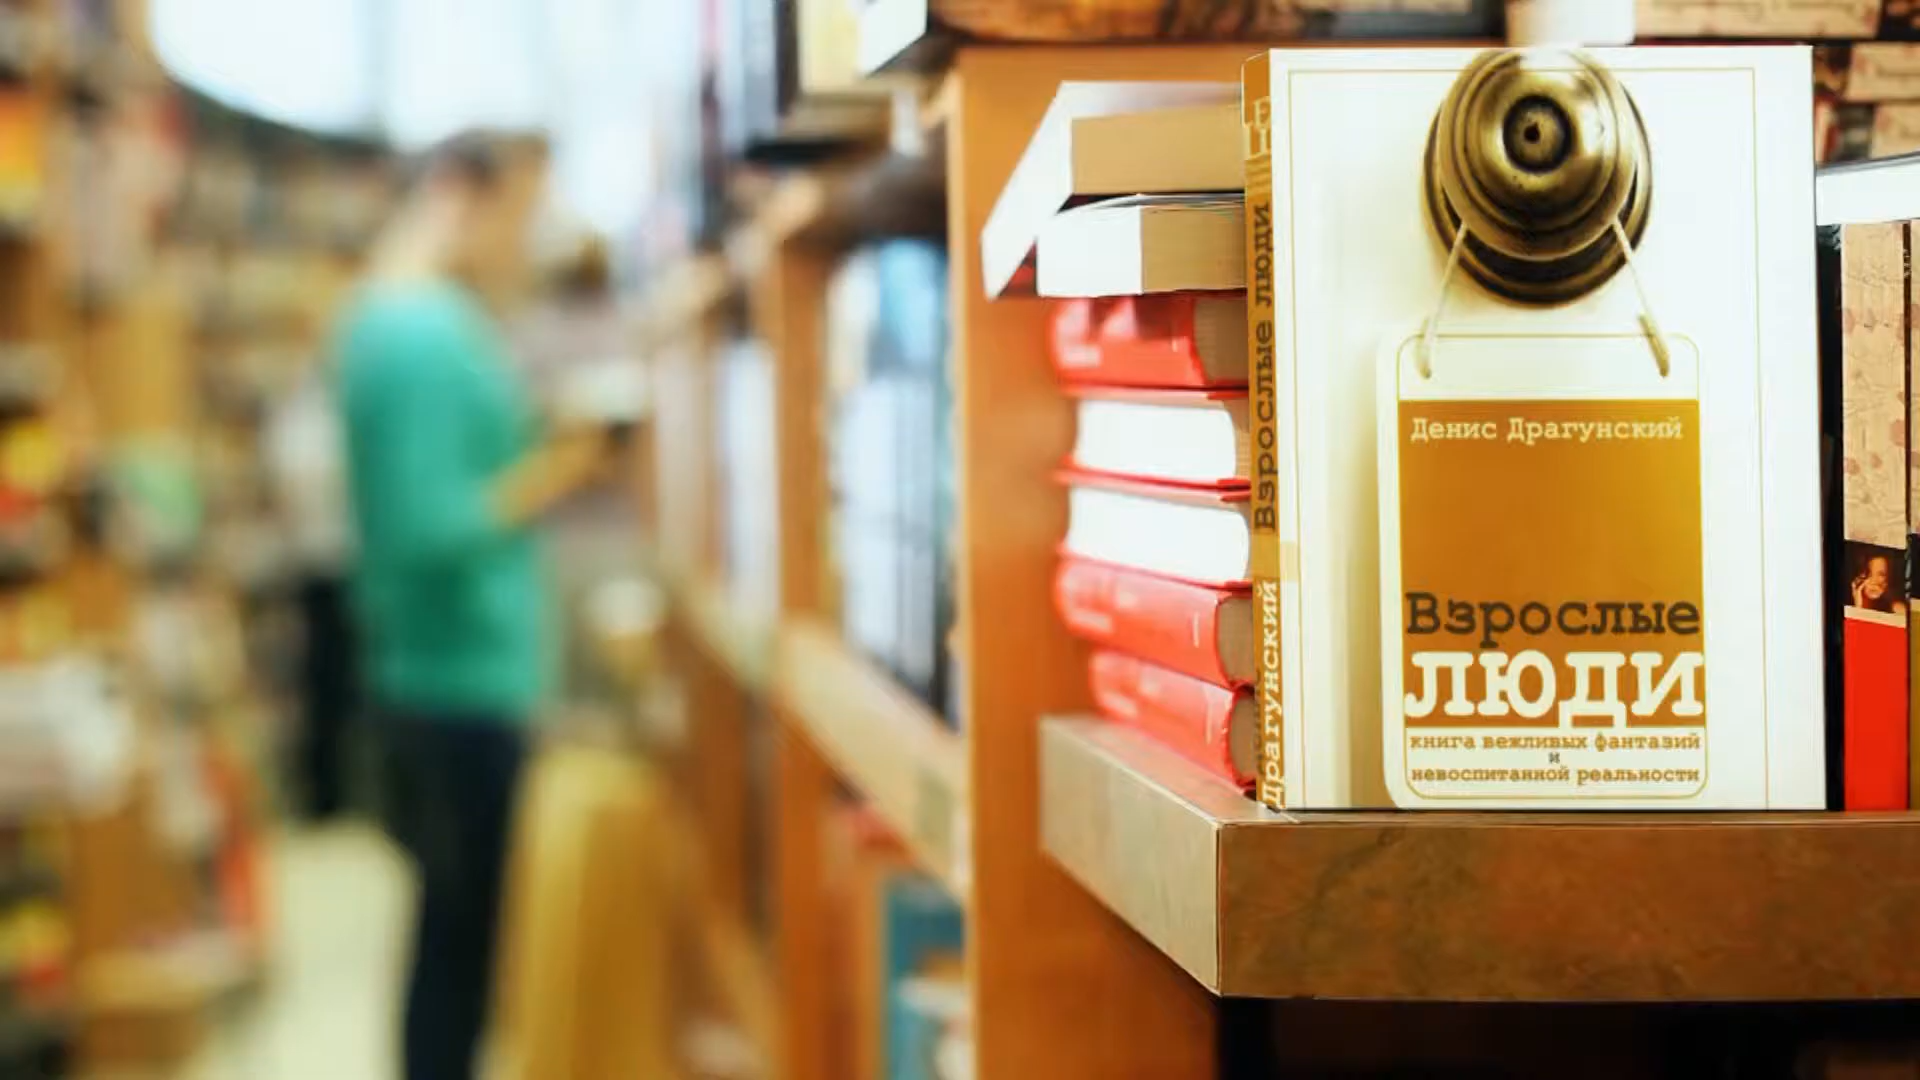 Денис Драгунский
Взрослые
люди
книга вежливых фантазий
и
невоспитанной реальности
Драгунский Взрослые люди